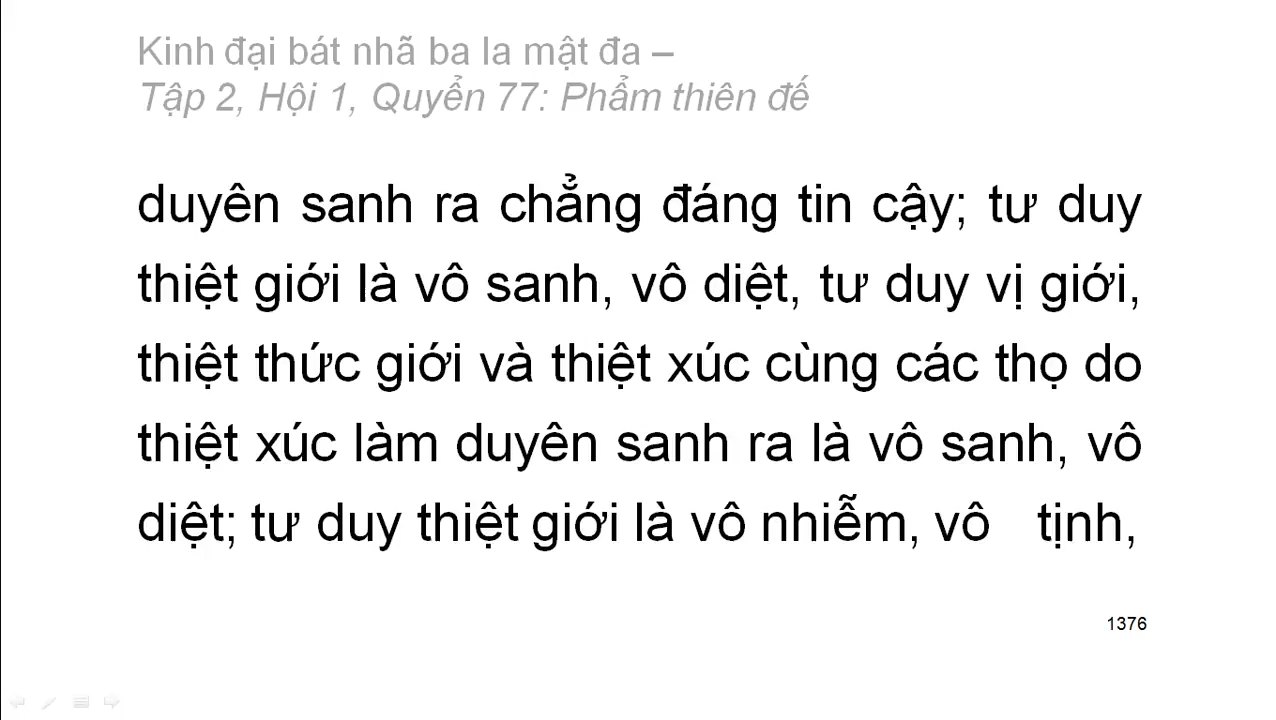 Kinh đại bát nhã ba la mật đa –
Tập 2, Hội 1, Quyển 77: Phẩm thiên đế
duyên sanh ra chẳng đáng tin cậy; tư duy
thiệt giới là vô sanh, vô diệt, tư duy vị giới,
thiệt thức giới và thiệt xúc cùng các thọ do
thiệt xúc làm duyên sanh ra là vô sanh, vô
diệt; tư duy thiệt giới là vô nhiễm, vô tịnh,
1376